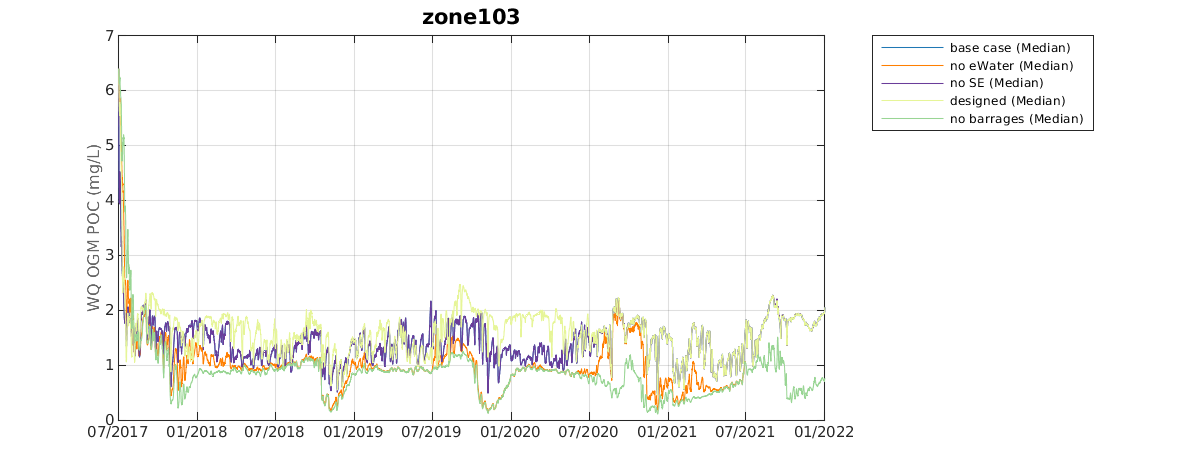 zone103
WQ OGM POC (mg/L)
7
6
5
4
3
2
1
0
07/2017 01/2018 07/2018 01/2019 07/2019 01/2020 07/2020 01/2021 07/2021 01/2022
base case (Median)
no eWater (Median)
no SE (Median)
designed (Median)
no barrages (Median)